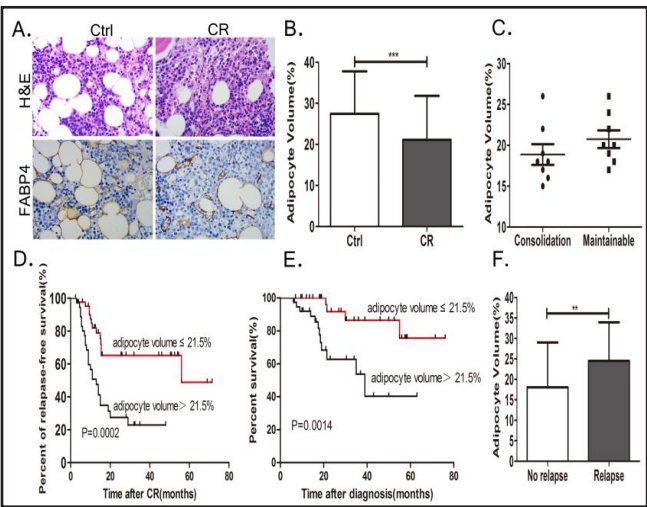 A.
Ctrl
CR
H&E
FABP4
B.
Adipocyte Volume(%)
40
30
20
10
0
***
Ctrl
CR
C.
Adipocyte Volume(%)
30
25
20
15
10
Consolidation
Maintainable
D.
Percent of relapase-free survival(%)
100
80
60
40
20
0
adipocyte volume ≤ 21.5%
adipocyte volume > 21.5%
P=0.0002
0 20 40 60 80
Time after CR(months)
E.
Percent survival(%)
100
80
60
40
20
0
adipocyte volume ≤ 21.5%
adipocyte volume > 21.5%
P=0.0014
0 20 40 60 80
Time after diagnosis(months)
F.
Adipocyte Volume(%)
40
35
30
25
20
15
10
5
0
**
No relapse
Relapse